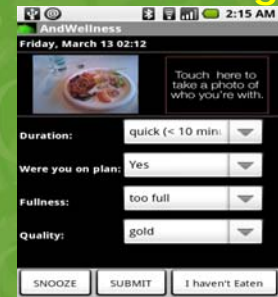 2:15 AM
AndWellness
Friday, March 13 02:12
Touch here to
take a photo of
who you're with.
Duration:
quick (< 10 min
Were you on plan:
Yes
Fullness:
too full
Quality:
gold
SNOOZE
SUBMIT
I haven't Eaten